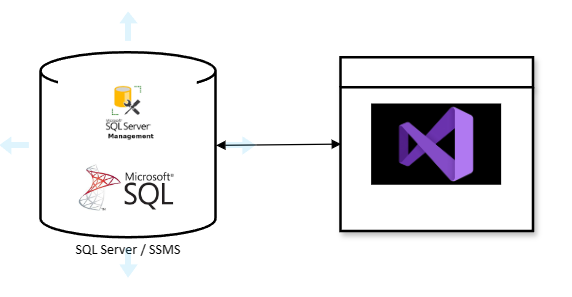 Microsoft
SQL Server
Management
Microsoft®
SQL
SQL Server / SSMS